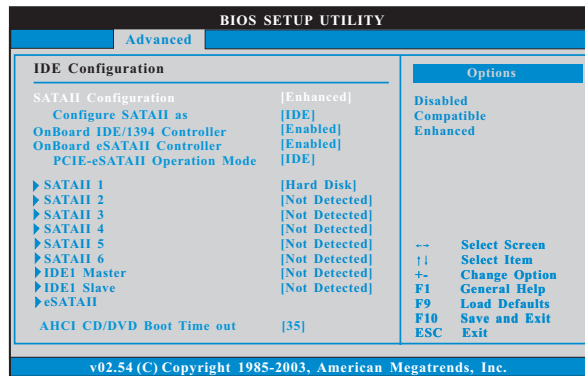 BIOS SETUP UTILITY
Advanced
IDE Configuration
SATAII Configuration [Enhanced]
Configure SATAII as [IDE]
OnBoard IDE/1394 Controller [Enabled]
OnBoard eSATAII Controller [Enabled]
PCIE-eSATAII Operation Mode [IDE]
SATAII 1 [Hard Disk]
SATAII 2 [Not Detected]
SATAII 3 [Not Detected]
SATAII 4 [Not Detected]
SATAII 5 [Not Detected]
SATAII 6 [Not Detected]
IDE1 Master [Not Detected]
IDE1 Slave [Not Detected]
eSATAII
AHCI CD/DVD Boot Time out [35]
Options
Disabled
Compatible
Enhanced
←→ Select Screen
↑↓ Select Item
+- Change Option
F1 General Help
F9 Load Defaults
F10 Save and Exit
ESC Exit
v02.54 (C) Copyright 1985-2003, American Megatrends, Inc.